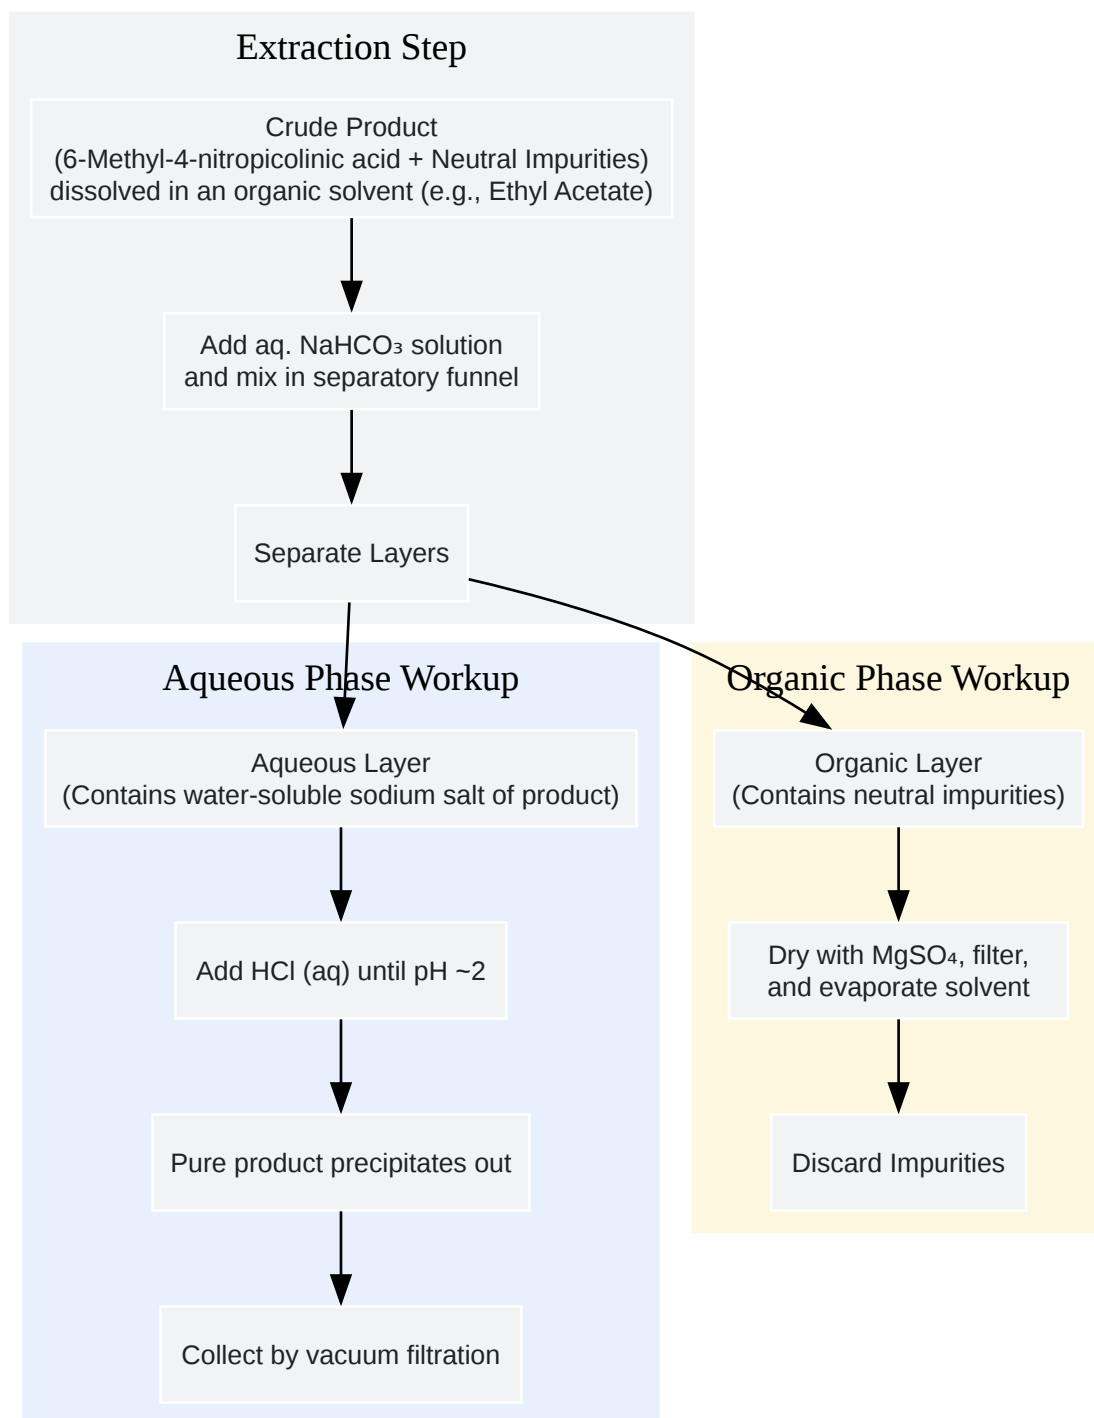 Extraction Step
Crude Product
(6-Methyl-4-nitropicolinic acid + Neutral Impurities)
dissolved in an organic solvent (e.g., Ethyl Acetate)
Add aq. NaHCO₃ solution
and mix in separatory funnel
Separate Layers
Aqueous Phase Workup
Aqueous Layer
(Contains water-soluble sodium salt of product)
Add HCl (aq) until pH ~2
Pure product precipitates out
Collect by vacuum filtration
Organic Phase Workup
Organic Layer
(Contains neutral impurities)
Dry with MgSO₄, filter,
and evaporate solvent
Discard Impurities